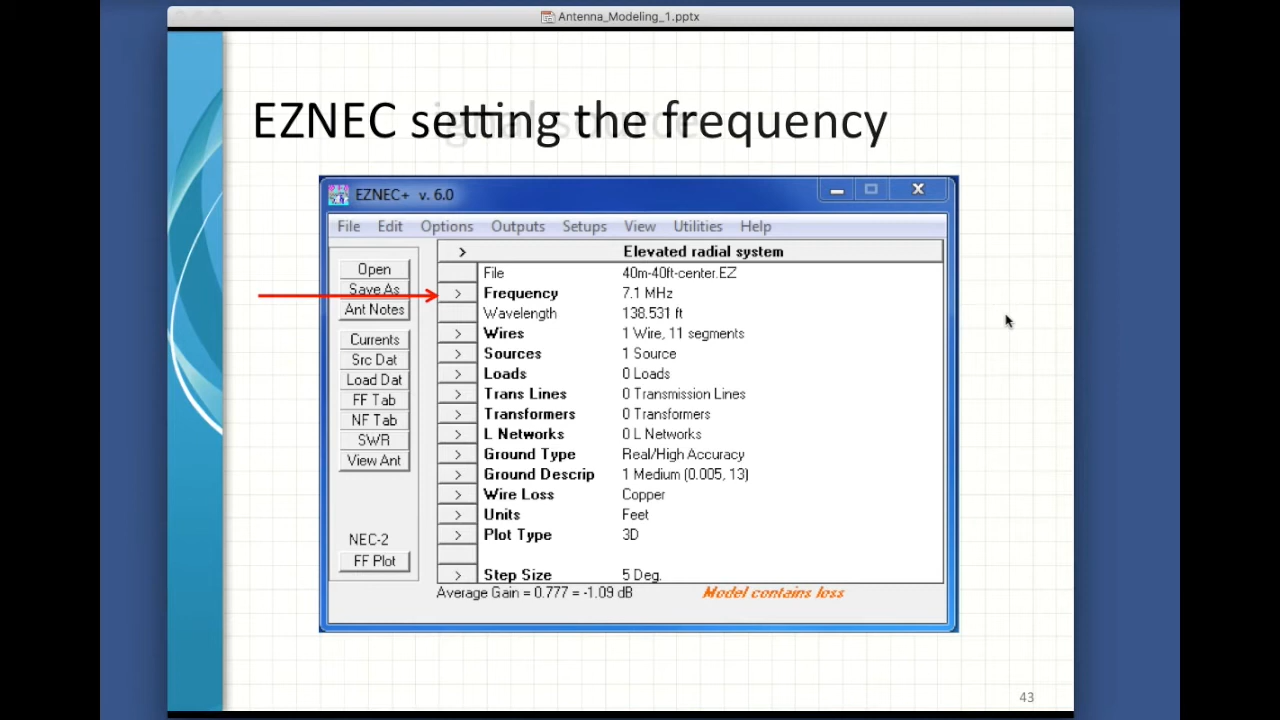 Antenna_Modeling_1.pptx
EZNEC setting the frequency
EZNEC+ v. 6.0
File Edit Options Outputs Setups View Utilities Help
> Elevated radial system
Open
Save As
Ant Notes
Currents
Src Dat
Load Dat
FF Tab
NF Tab
SWR
View Ant
NEC-2
FF Plot
File 40m-40ft-center.EZ
> Frequency 7.1 MHz
Wavelength 138.531 ft
> Wires 1 Wire, 11 segments
> Sources 1 Source
> Loads 0 Loads
> Trans Lines 0 Transmission Lines
> Transformers 0 Transformers
> L Networks 0 L Networks
> Ground Type Real/High Accuracy
> Ground Descrip 1 Medium (0.005, 13)
> Wire Loss Copper
> Units Feet
> Plot Type 3D
> Step Size 5 Deg.
Average Gain = 0.777 = -1.09 dB Model contains loss
43